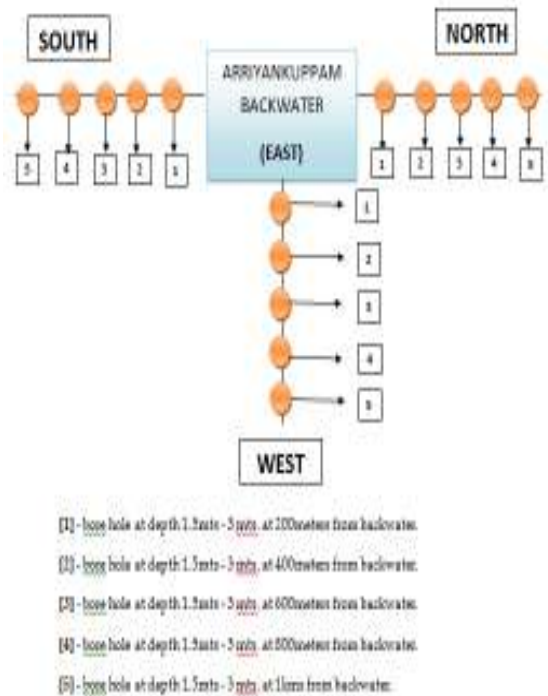 SOUTH
NORTH
ARRIYANKUPPAM
BACKWATER
(EAST)
5 4 3 2 1
1 2 3 4 5
1
2
3
4
5
WEST
[1] - bore hole at depth 1.5mts - 3 mts. at 200meters from backwater.
[2] - bore hole at depth 1.5mts - 3 mts. at 400meters from backwater.
[3] - bore hole at depth 1.5mts - 3 mts. at 600meters from backwater.
[4] - bore hole at depth 1.5mts - 3 mts. at 800meters from backwater.
[5] - bore hole at depth 1.5mts - 3 mts. at 1kms from backwater.